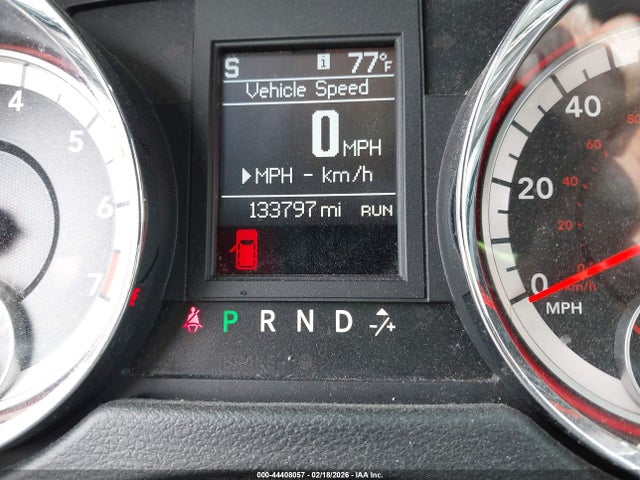 S i 77°F
Vehicle Speed
0 MPH
MPH - km/h
133797 mi RUN
P R N D -/+
4
5
6
7
40
20
0
MPH
80
60
40
20
km/h
000-44408057 - 02/18/2026 - IAA Inc.